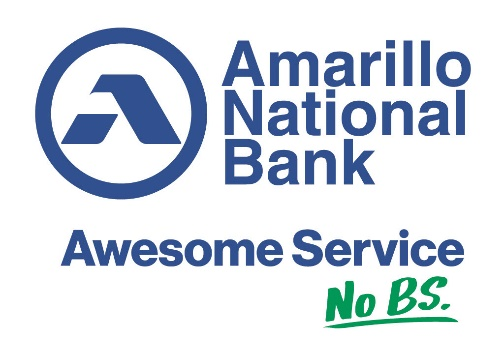 Amarillo
National
Bank
Awesome Service
No BS.